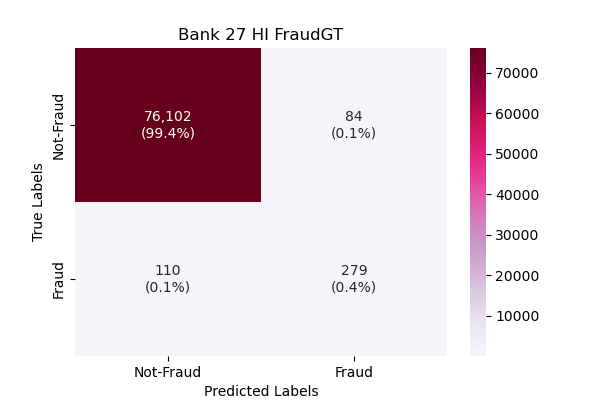 Bank 27 HI FraudGT
True Labels
Not-Fraud
Fraud
76,102
(99.4%)
84
(0.1%)
110
(0.1%)
279
(0.4%)
Not-Fraud
Fraud
Predicted Labels
70000
60000
50000
40000
30000
20000
10000